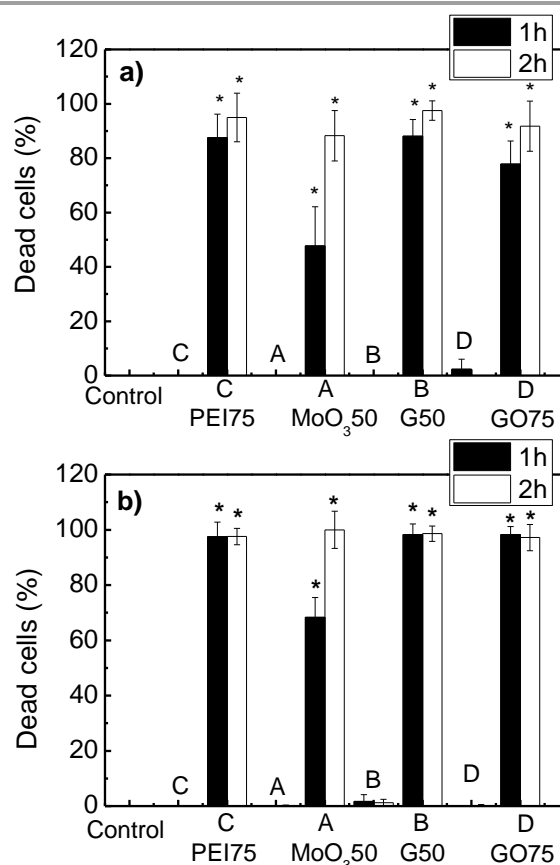 120
100
80
60
40
20
0
Dead cells (%)
a)
1h
2h
* * * * * * * *
C A B D
Control C A B D
PEI75 MoO₃50 G50 GO75
120
100
80
60
40
20
0
Dead cells (%)
b)
1h
2h
* * * * * * * *
C A B D
Control C A B D
PEI75 MoO₃50 G50 GO75